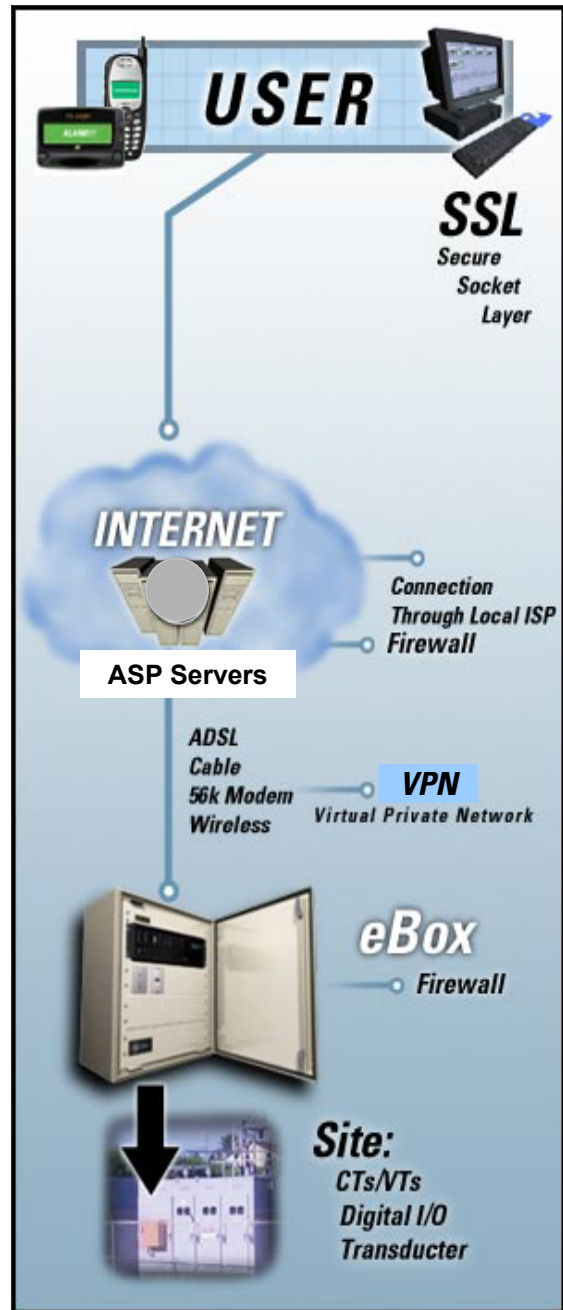 USER
ALARM
SSL
Secure
Socket
Layer
INTERNET
Connection
Through Local ISP
Firewall
ASP Servers
ADSL
Cable
56k Modem
Wireless
VPN
Virtual Private Network
eBox
Firewall
Site:
CTs/VTs
Digital I/O
Transducter